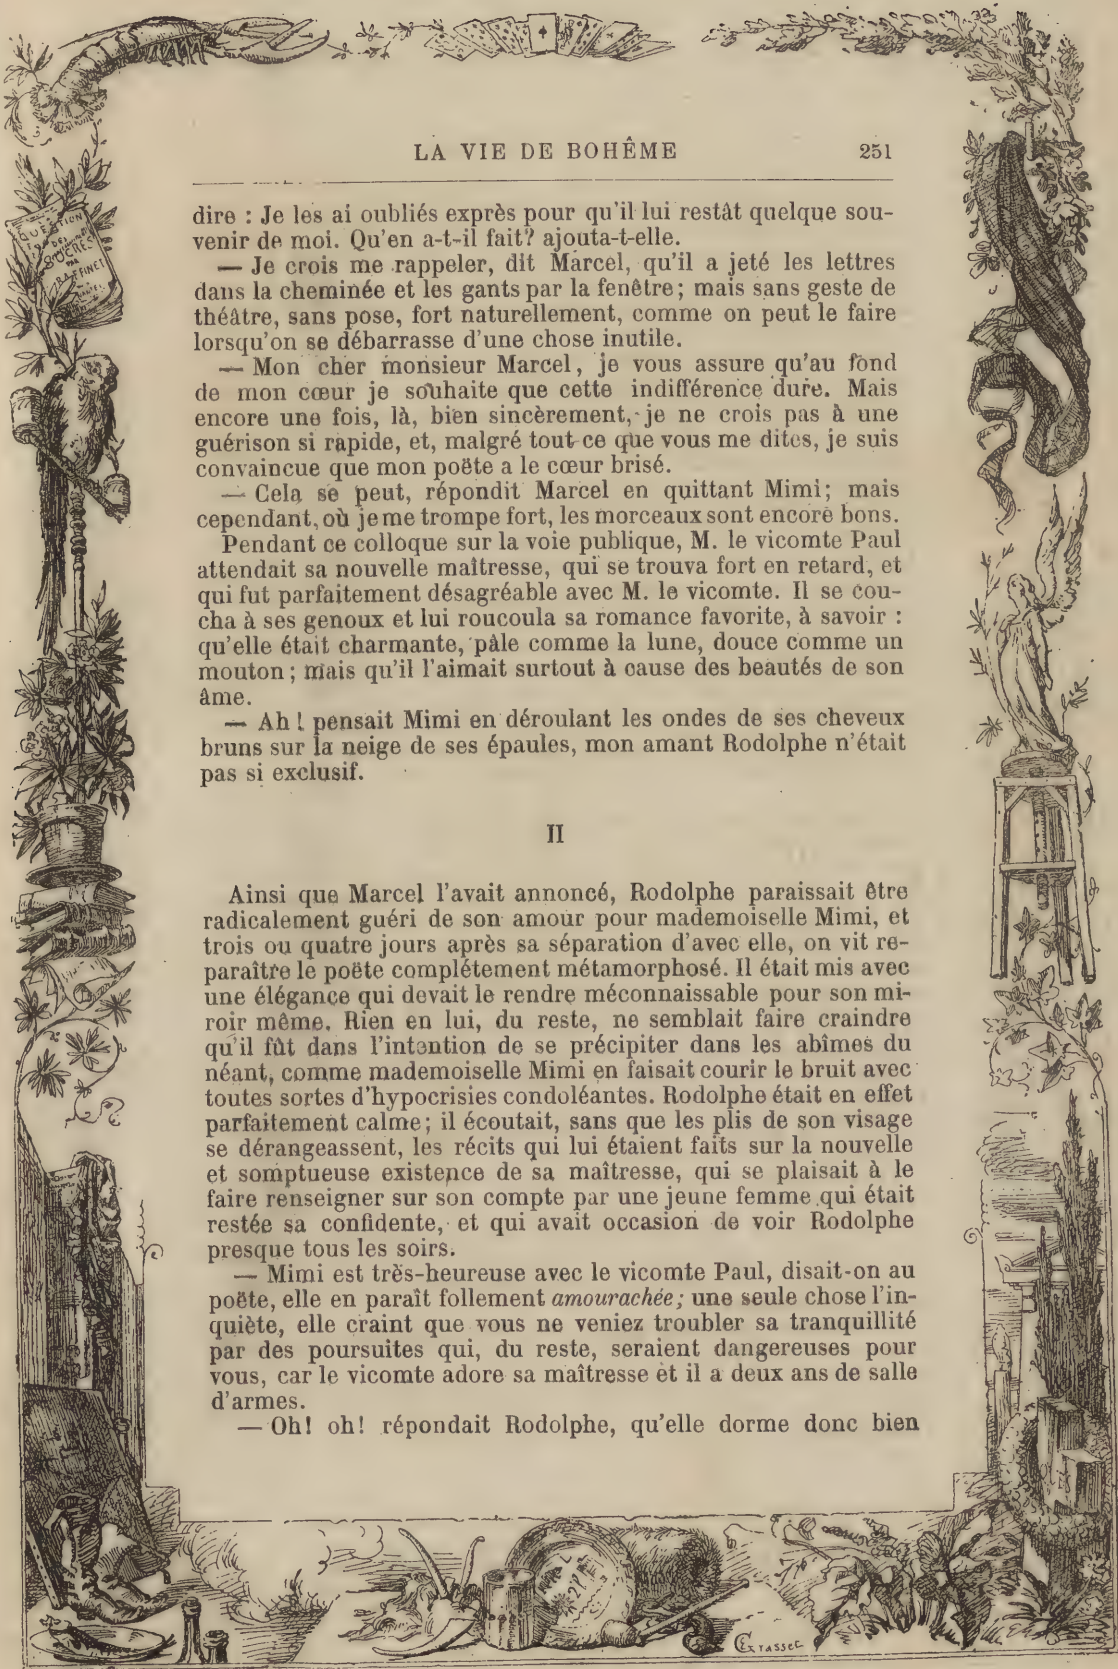 LA VIE DE BOHÊME 251
dire : Je les ai oubliés exprès pour qu'il lui restât quelque sou-
venir de moi. Qu'en a-t-il fait? ajouta-t-elle.
— Je crois me rappeler, dit Marcel, qu'il a jeté les lettres
dans la cheminée et les gants par la fenêtre; mais sans geste de
théâtre, sans pose, fort naturellement, comme on peut le faire
lorsqu'on se débarrasse d'une chose inutile.
— Mon cher monsieur Marcel, je vous assure qu'au fond
de mon cœur je souhaite que cette indifférence dure. Mais
encore une fois, là, bien sincèrement, je ne crois pas à une
guérison si rapide, et, malgré tout ce que vous me dites, je suis
convaincue que mon poëte a le cœur brisé.
— Cela se peut, répondit Marcel en quittant Mimi; mais
cependant, où je me trompe fort, les morceaux sont encore bons.
Pendant ce colloque sur la voie publique, M. le vicomte Paul
attendait sa nouvelle maîtresse, qui se trouva fort en retard, et
qui fut parfaitement désagréable avec M. le vicomte. Il se cou-
cha à ses genoux et lui roucoula sa romance favorite, à savoir :
qu'elle était charmante, pâle comme la lune, douce comme un
mouton; mais qu'il l'aimait surtout à cause des beautés de son
âme.
— Ah! pensait Mimi en déroulant les ondes de ses cheveux
bruns sur la neige de ses épaules, mon amant Rodolphe n'était
pas si exclusif.
II
Ainsi que Marcel l'avait annoncé, Rodolphe paraissait être
radicalement guéri de son amour pour mademoiselle Mimi, et
trois ou quatre jours après sa séparation d'avec elle, on vit re-
paraître le poëte complétement métamorphosé. Il était mis avec
une élégance qui devait le rendre méconnaissable pour son mi-
roir même. Rien en lui, du reste, ne semblait faire craindre
qu'il fût dans l'intention de se précipiter dans les abîmes du
néant, comme mademoiselle Mimi en faisait courir le bruit avec
toutes sortes d'hypocrisies condoléantes. Rodolphe était en effet
parfaitement calme; il écoutait, sans que les plis de son visage
se dérangeassent, les récits qui lui étaient faits sur la nouvelle
et somptueuse existence de sa maîtresse, qui se plaisait à le
faire renseigner sur son compte par une jeune femme qui était
restée sa confidente, et qui avait occasion de voir Rodolphe
presque tous les soirs.
— Mimi est très-heureuse avec le vicomte Paul, disait-on au
poëte, elle en paraît follement amourachée; une seule chose l'in-
quiète, elle craint que vous ne veniez troubler sa tranquillité
par des poursuites qui, du reste, seraient dangereuses pour
vous, car le vicomte adore sa maîtresse et il a deux ans de salle
d'armes.
— Oh! oh! répondait Rodolphe, qu'elle dorme donc bien
QUESTION
DES
SUCRES
PAR
RAFFINET
EGrasset